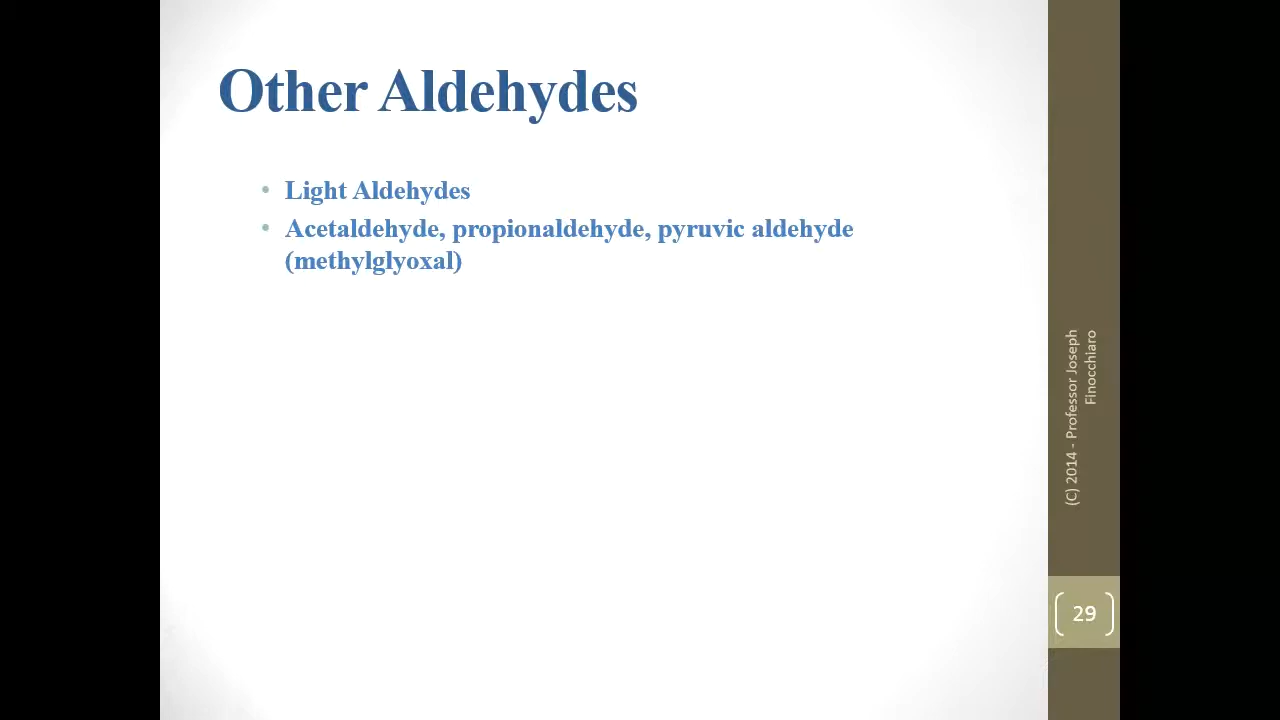 Other Aldehydes
• Light Aldehydes
• Acetaldehyde, propionaldehyde, pyruvic aldehyde
(methylglyoxal)
(C) 2014 - Professor Joseph
Finocchiaro
29